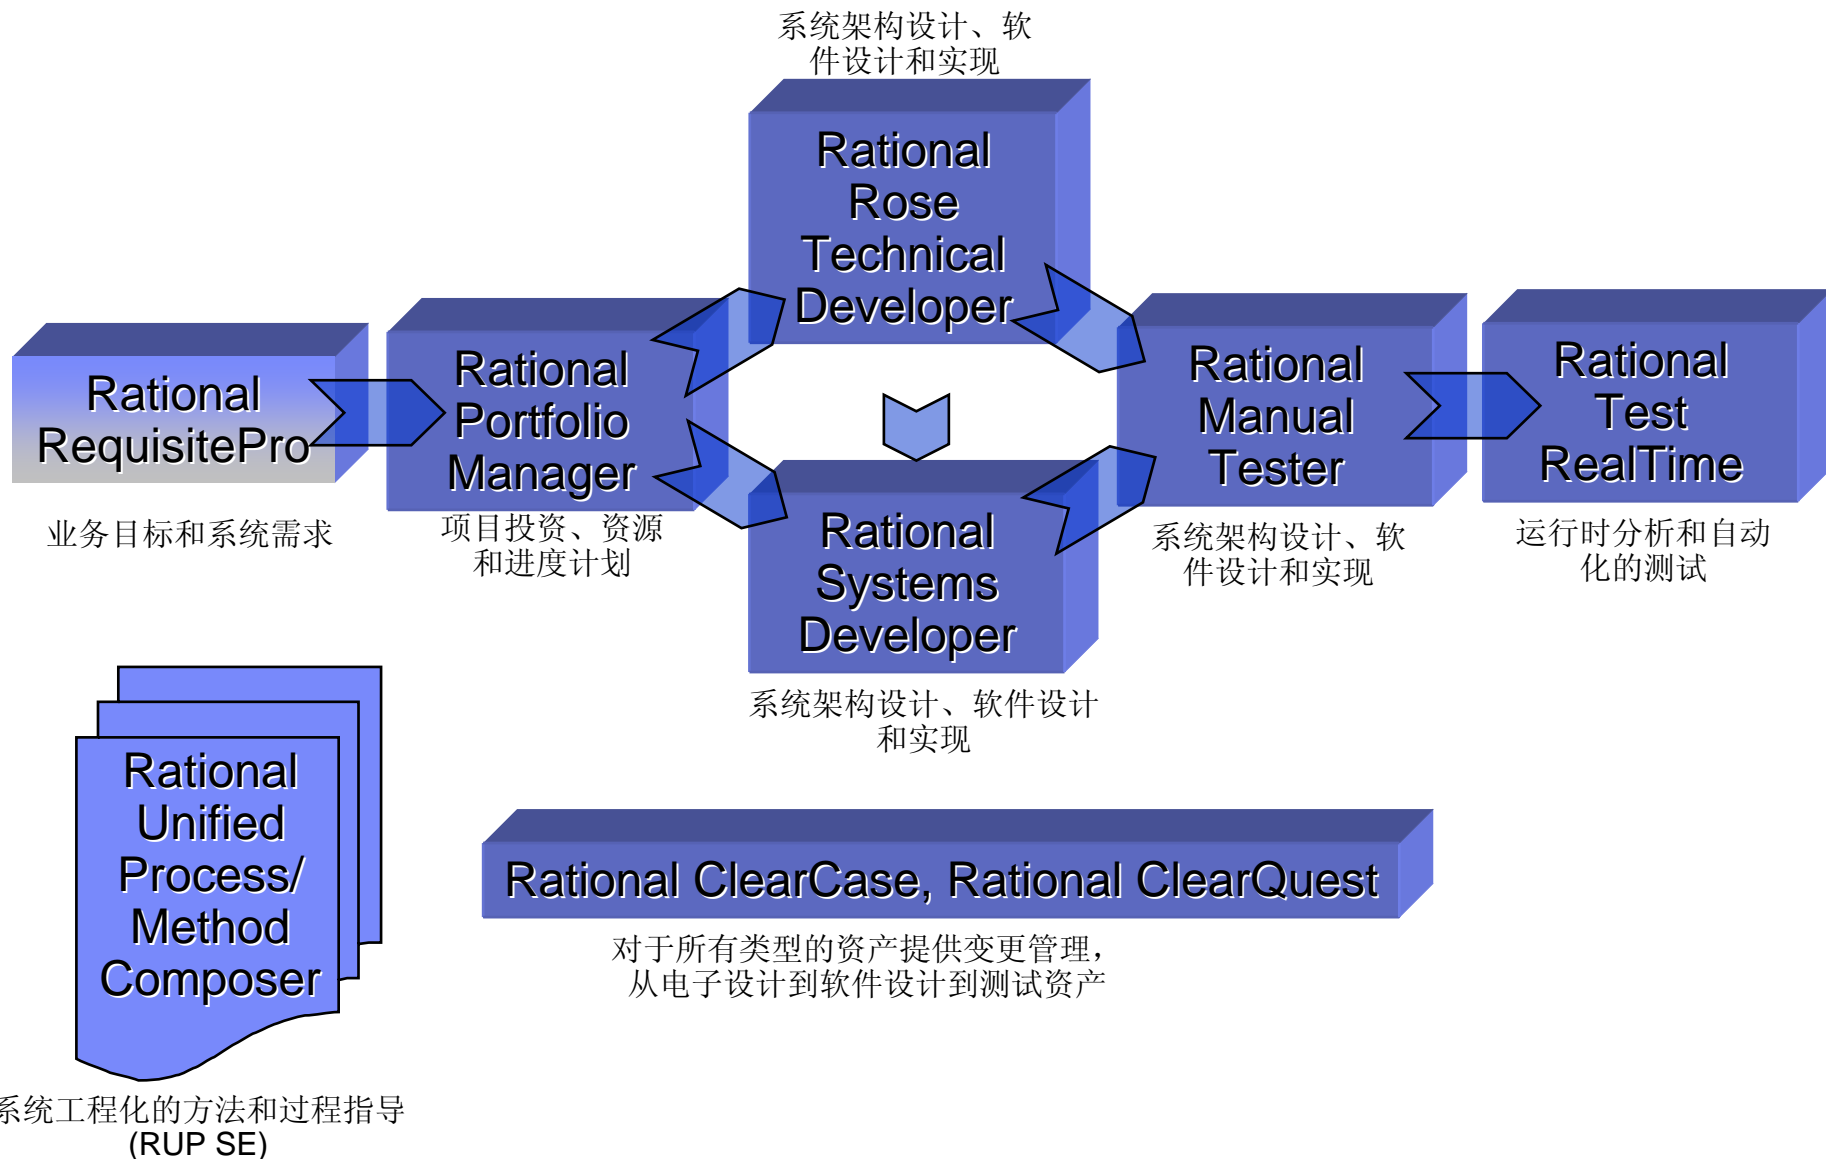 系统架构设计、软
件设计和实现
Rational
Rose
Technical
Developer
Rational
RequisitePro
业务目标和系统需求
Rational
Portfolio
Manager
项目投资、资源
和进度计划
Rational
Systems
Developer
系统架构设计、软件设计
和实现
Rational
Manual
Tester
系统架构设计、软
件设计和实现
Rational
Test
RealTime
运行时分析和自动
化的测试
Rational
Unified
Process/
Method
Composer
系统工程化的方法和过程指导
(RUP SE)
Rational ClearCase, Rational ClearQuest
对于所有类型的资产提供变更管理，
从电子设计到软件设计到测试资产